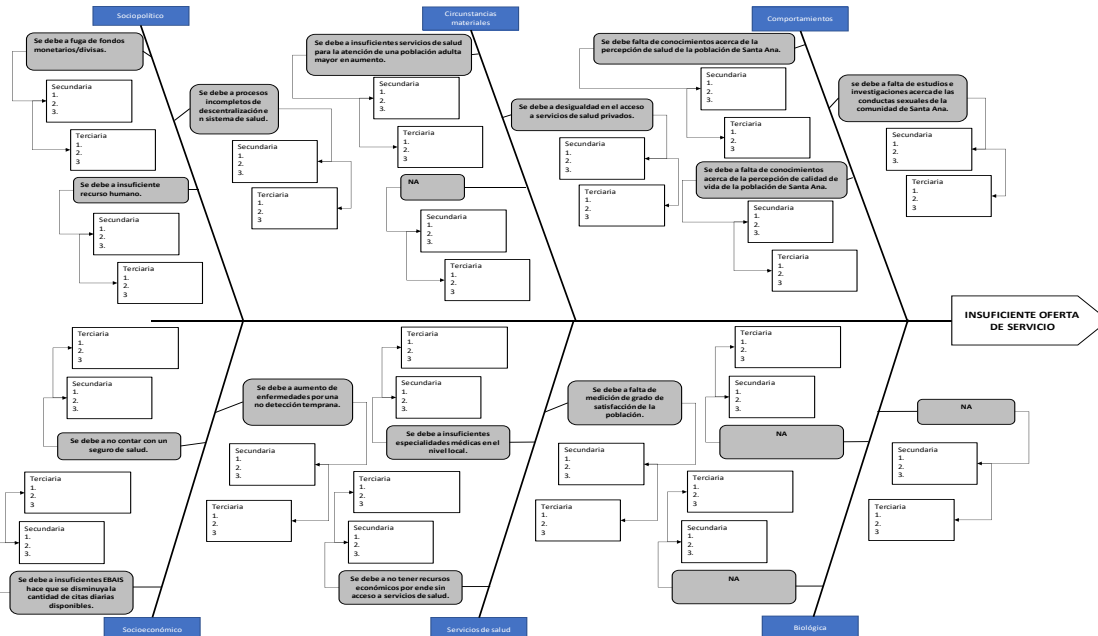 Sociopolítico
Se debe a fuga de fondos
monetarios/divisas.
Secundaria
1.
2.
3.
Terciaria
1.
2.
3
Se debe a procesos
incompletos de
descentralización e
n sistema de salud.
Secundaria
1.
2.
3.
Terciaria
1.
2.
3
Se debe a insuficiente
recurso humano.
Secundaria
1.
2.
3.
Terciaria
1.
2.
3
Circunstancias
materiales
Se debe a insuficientes servicios de salud
para la atención de una población adulta
mayor en aumento.
Secundaria
1.
2.
3.
Terciaria
1.
2.
3
Se debe a desigualdad en el acceso
a servicios de salud privados.
Secundaria
1.
2.
3.
Terciaria
1.
2.
3
NA
Secundaria
1.
2.
3.
Terciaria
1.
2.
3
Comportamientos
Se debe falta de conocimientos acerca de la
percepción de salud de la población de Santa Ana.
Secundaria
1.
2.
3.
Terciaria
1.
2.
3
se debe a falta de estudios e
investigaciones acerca de las
conductas sexuales de la
comunidad de Santa Ana.
Secundaria
1.
2.
3.
Terciaria
1.
2.
3
Se debe a falta de conocimientos
acerca de la percepción de calidad de
vida de la población de Santa Ana.
Secundaria
1.
2.
3.
Terciaria
1.
2.
3
INSUFICIENTE OFERTA
DE SERVICIO
Terciaria
1.
2.
3
Secundaria
1.
2.
3.
Se debe a no contar con un
seguro de salud.
Se debe a aumento de
enfermedades por una
no detección temprana.
Secundaria
1.
2.
3.
Terciaria
1.
2.
3
Terciaria
1.
2.
3
Secundaria
1.
2.
3.
Se debe a insuficientes EBAIS
hace que se disminuya la
cantidad de citas diarias
disponibles.
Socioeconómico
Terciaria
1.
2.
3
Secundaria
1.
2.
3.
Se debe a insuficientes
especialidades médicas en el
nivel local.
Se debe a falta de
medición de grado de
satisfacción de la
población.
Secundaria
1.
2.
3.
Terciaria
1.
2.
3
Terciaria
1.
2.
3
Secundaria
1.
2.
3.
Se debe a no tener recursos
económicos por ende sin
acceso a servicios de salud.
Servicios de salud
Terciaria
1.
2.
3
Secundaria
1.
2.
3.
NA
NA
Secundaria
1.
2.
3.
Terciaria
1.
2.
3
Terciaria
1.
2.
3
Secundaria
1.
2.
3.
NA
Biológica